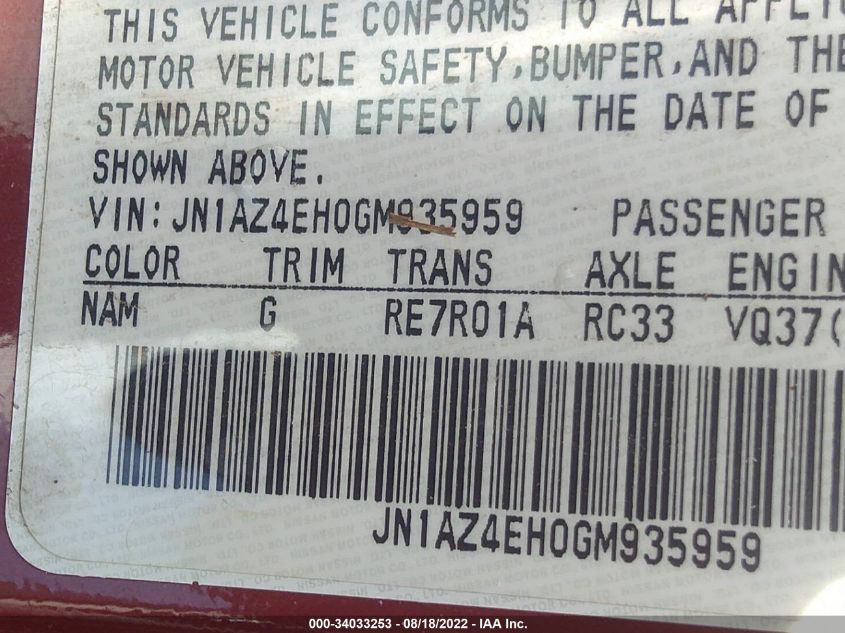 THIS VEHICLE CONFORMS TO ALL
MOTOR VEHICLE SAFETY, BUMPER, AND THE
STANDARDS IN EFFECT ON THE DATE OF
SHOWN ABOVE.
VIN: JN1AZ4EH0GM935959 PASSENGER
COLOR TRIM TRANS AXLE ENGIN
NAM G RE7R01A RC33 VQ37(
JN1AZ4EH0GM935959
000-34033253 - 08/18/2022 - IAA Inc.